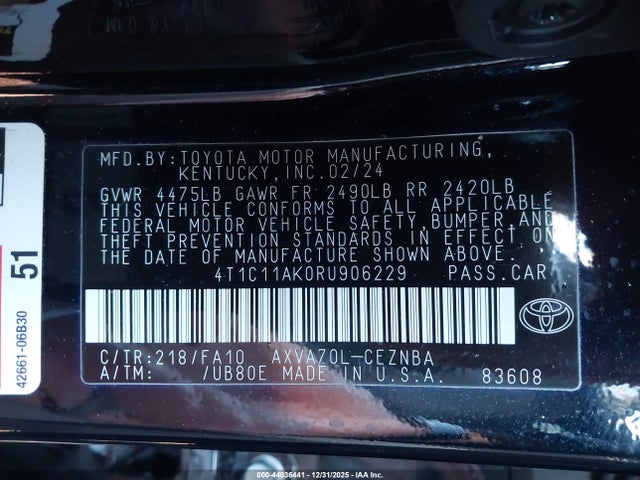 MFD.BY:TOYOTA MOTOR MANUFACTURING,
KENTUCKY,INC.02/24
GVWR 4475LB GAWR FR 2490LB RR 2420LB
THIS VEHICLE CONFORMS TO ALL APPLICABLE
FEDERAL MOTOR VEHICLE SAFETY,BUMPER,AND
THEFT PREVENTION STANDARDS IN EFFECT ON
THE DATE OF MANUFACTURE SHOWN ABOVE.
4T1C11AK0RU906229 PASS.CAR
C/TR:218/FA10 AXVA70L-CEZNBA
A/TM: /UB80E MADE IN U.S.A. 83608
51
42661-06B30
000-44036441 - 12/31/2025 - IAA Inc.